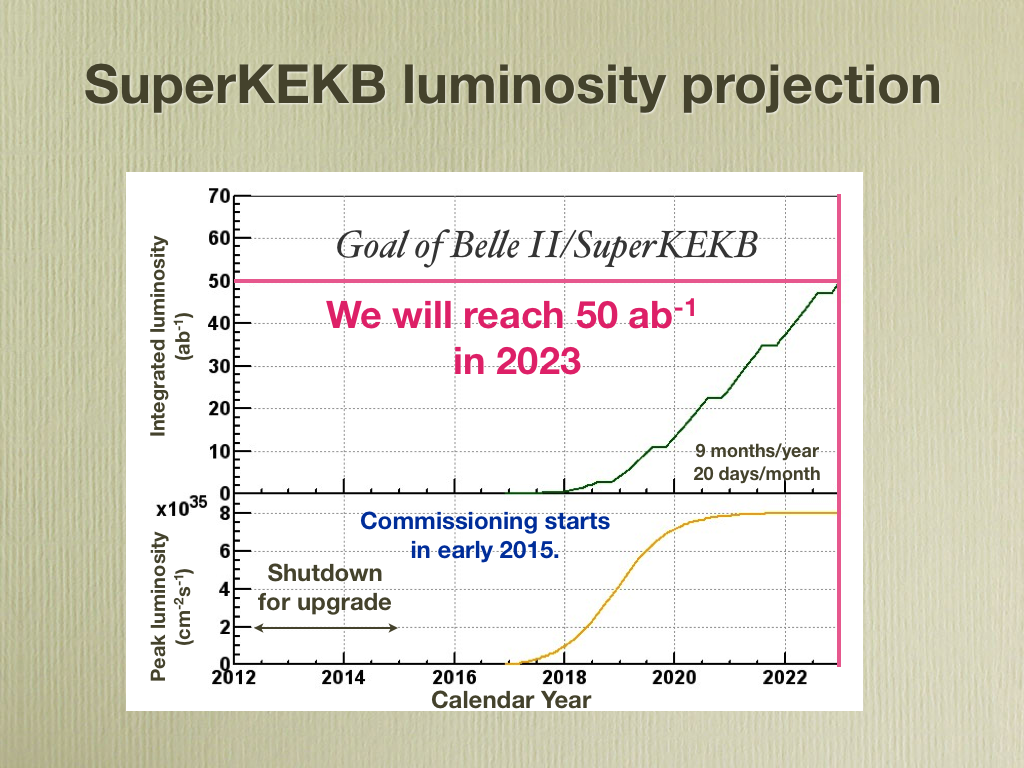 SuperKEKB luminosity projection
70
60
50
40
30
20
10
0
Integrated luminosity
(ab⁻¹)
Goal of Belle II/SuperKEKB
We will reach 50 ab⁻¹
in 2023
9 months/year
20 days/month
x10³⁵
8
6
4
2
0
Peak luminosity
(cm⁻²s⁻¹)
Commissioning starts
in early 2015.
Shutdown
for upgrade
2012 2014 2016 2018 2020 2022
Calendar Year